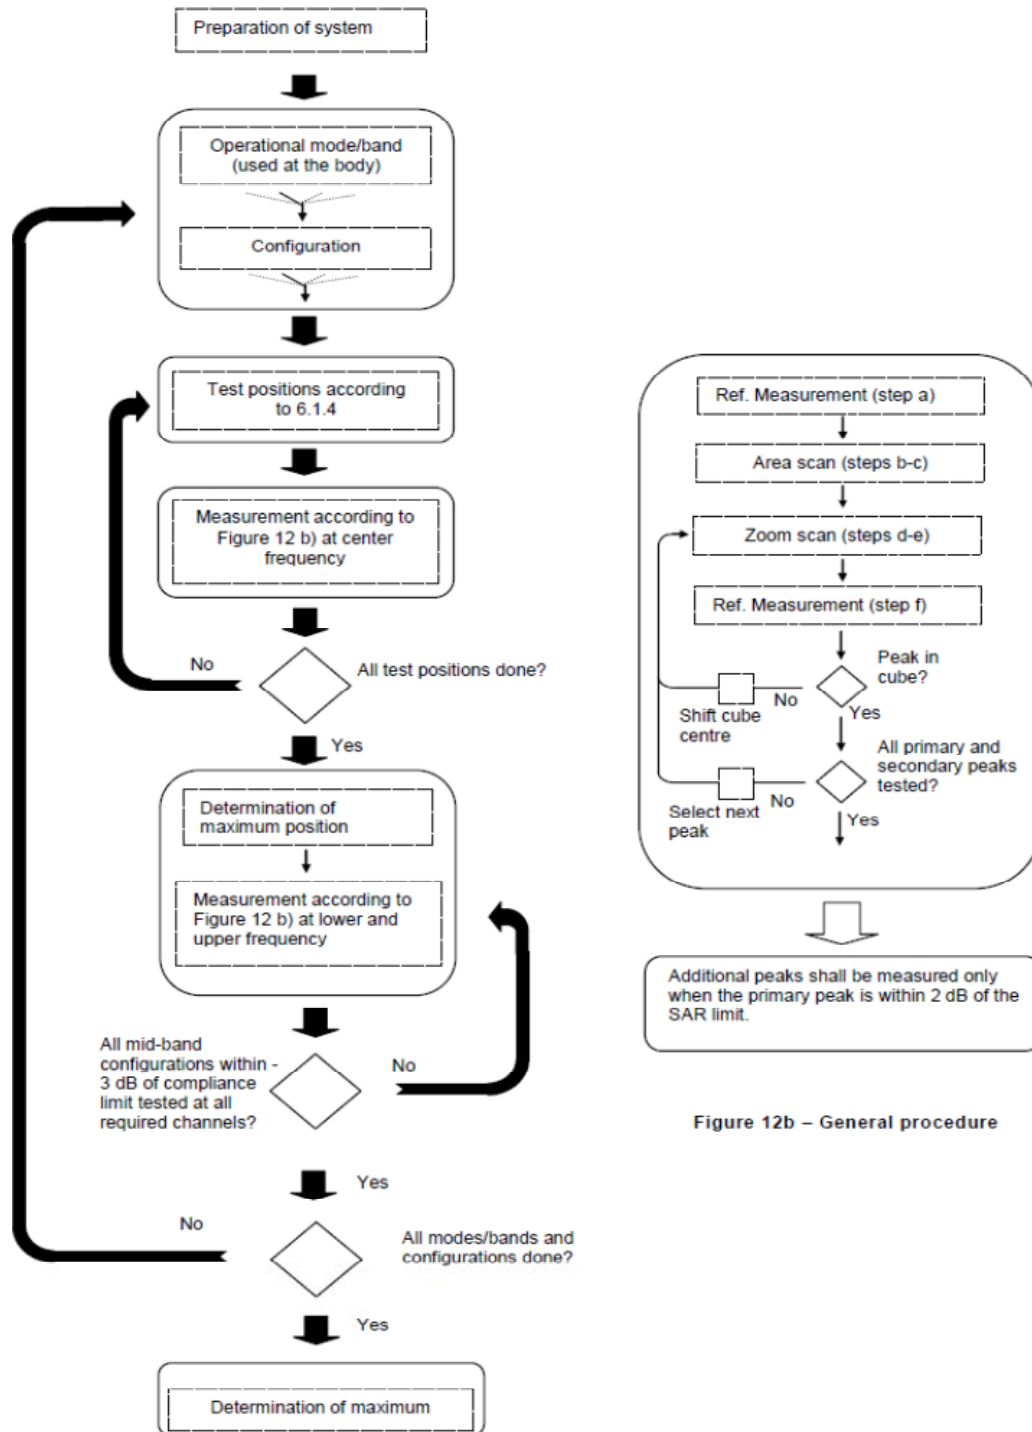 Preparation of system
Operational mode/band
(used at the body)
Configuration
Test positions according
to 6.1.4
Measurement according to
Figure 12 b) at center
frequency
No
All test positions done?
Yes
Determination of
maximum position
Measurement according to
Figure 12 b) at lower and
upper frequency
All mid-band
configurations within -
3 dB of compliance
limit tested at all
required channels?
No
Yes
No
All modes/bands and
configurations done?
Yes
Determination of maximum
Ref. Measurement (step a)
Area scan (steps b-c)
Zoom scan (steps d-e)
Ref. Measurement (step f)
Peak in
cube?
No
Shift cube
centre
Yes
All primary and
secondary peaks
tested?
No
Select next
peak
Yes
Additional peaks shall be measured only
when the primary peak is within 2 dB of the
SAR limit.
Figure 12b – General procedure